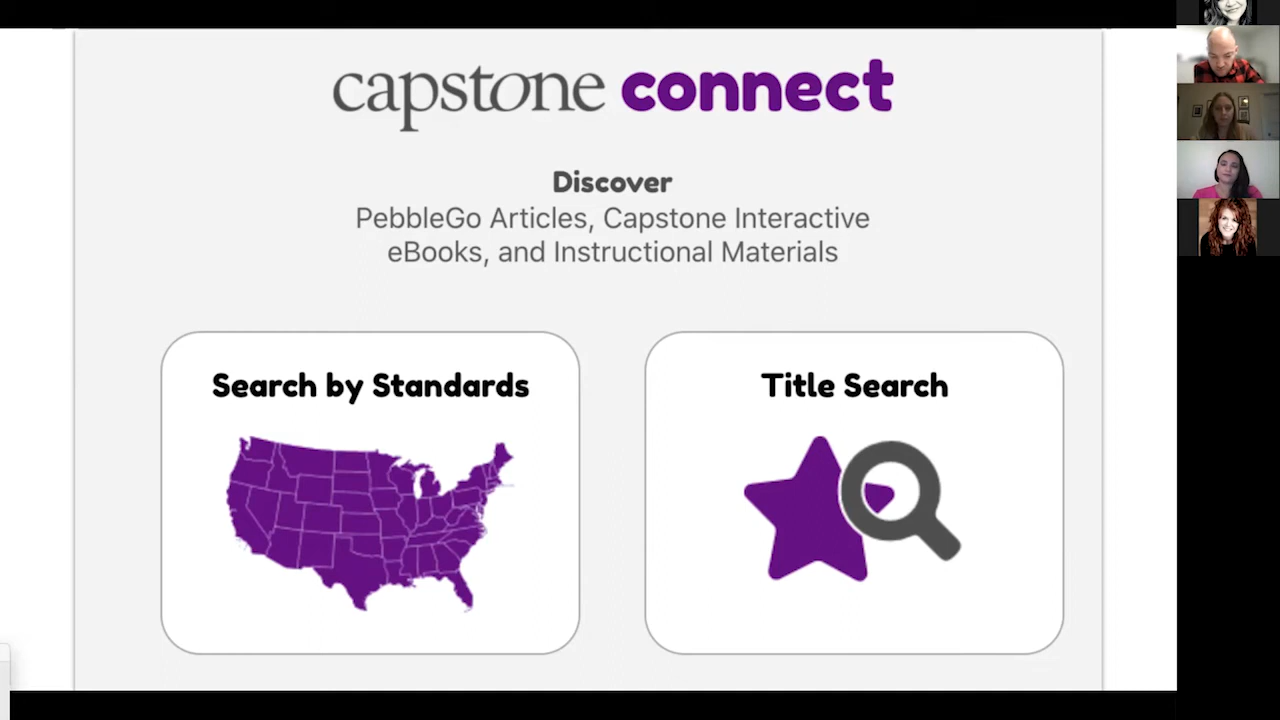 capstone connect
Discover
PebbleGo Articles, Capstone Interactive
eBooks, and Instructional Materials
Search by Standards
Title Search